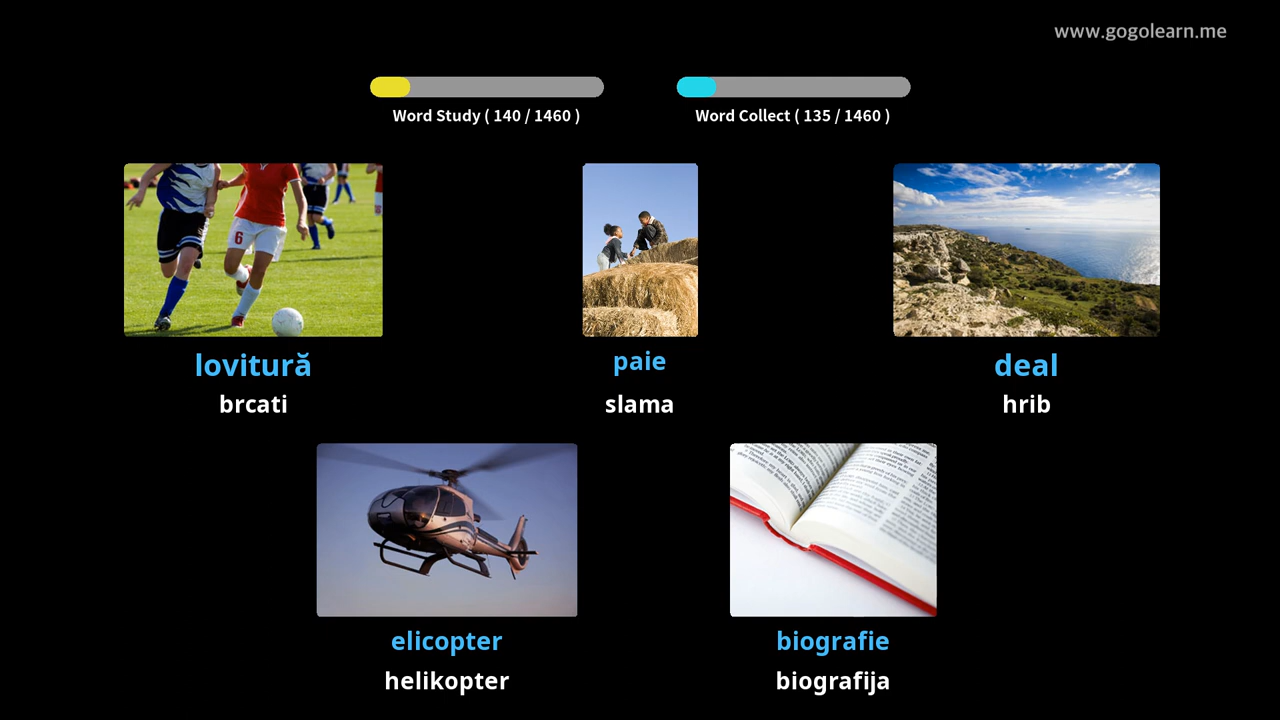 www.gogolearn.me
Word Study ( 140 / 1460 )
Word Collect ( 135 / 1460 )
6
lovitură
brcati
paie
slama
deal
hrib
elicopter
helikopter
biografie
biografija